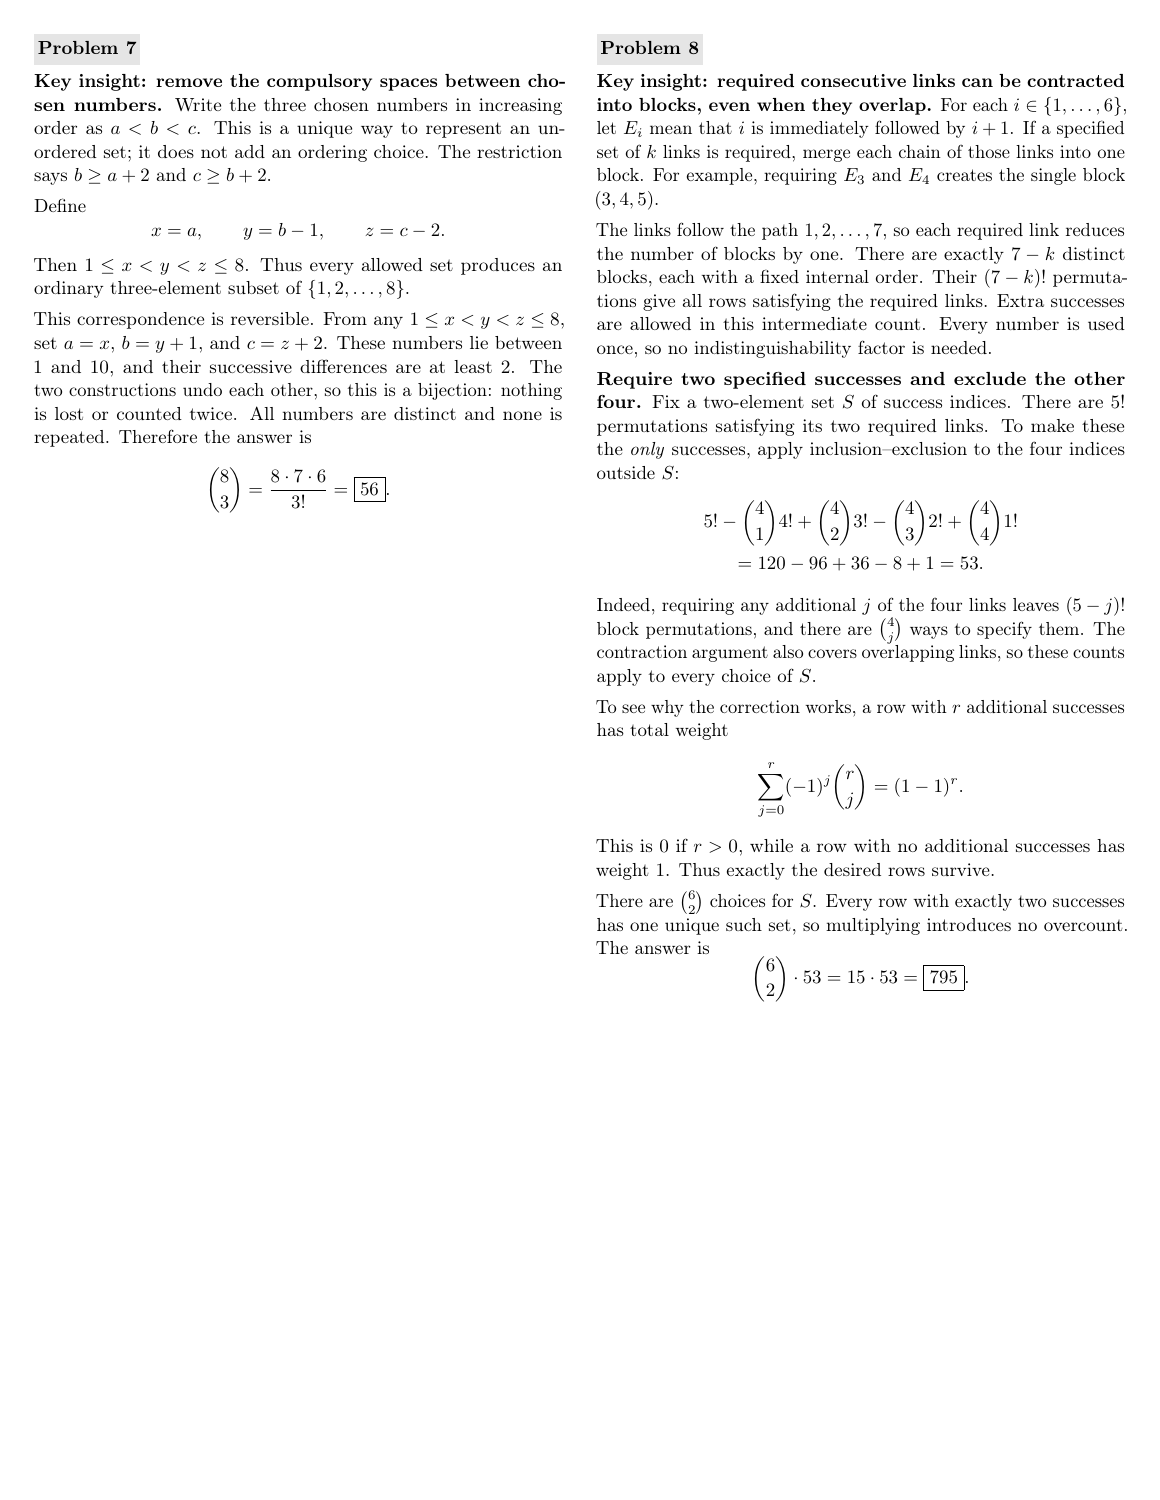 Problem 7
Key insight: remove the compulsory spaces between cho-
sen numbers. Write the three chosen numbers in increasing
order as a < b < c. This is a unique way to represent an un-
ordered set; it does not add an ordering choice. The restriction
says b ≥ a + 2 and c ≥ b + 2.
Define
x = a, y = b − 1, z = c − 2.
Then 1 ≤ x < y < z ≤ 8. Thus every allowed set produces an
ordinary three-element subset of {1, 2, . . . , 8}.
This correspondence is reversible. From any 1 ≤ x < y < z ≤ 8,
set a = x, b = y + 1, and c = z + 2. These numbers lie between
1 and 10, and their successive differences are at least 2. The
two constructions undo each other, so this is a bijection: nothing
is lost or counted twice. All numbers are distinct and none is
repeated. Therefore the answer is
\binom{8}{3} = \frac{8 · 7 · 6}{3!} = 56.
Problem 8
Key insight: required consecutive links can be contracted
into blocks, even when they overlap. For each i ∈ {1, . . . , 6},
let E_i mean that i is immediately followed by i + 1. If a specified
set of k links is required, merge each chain of those links into one
block. For example, requiring E_3 and E_4 creates the single block
(3, 4, 5).
The links follow the path 1, 2, . . . , 7, so each required link reduces
the number of blocks by one. There are exactly 7 − k distinct
blocks, each with a fixed internal order. Their (7 − k)! permuta-
tions give all rows satisfying the required links. Extra successes
are allowed in this intermediate count. Every number is used
once, so no indistinguishability factor is needed.
Require two specified successes and exclude the other
four. Fix a two-element set S of success indices. There are 5!
permutations satisfying its two required links. To make these
the only successes, apply inclusion–exclusion to the four indices
outside S:
5! − \binom{4}{1}4! + \binom{4}{2}3! − \binom{4}{3}2! + \binom{4}{4}1!
= 120 − 96 + 36 − 8 + 1 = 53.
Indeed, requiring any additional j of the four links leaves (5 − j)!
block permutations, and there are \binom{4}{j} ways to specify them. The
contraction argument also covers overlapping links, so these counts
apply to every choice of S.
To see why the correction works, a row with r additional successes
has total weight
\sum_{j=0}^{r}(−1)^j\binom{r}{j} = (1 − 1)^r.
This is 0 if r > 0, while a row with no additional successes has
weight 1. Thus exactly the desired rows survive.
There are \binom{6}{2} choices for S. Every row with exactly two successes
has one unique such set, so multiplying introduces no overcount.
The answer is
\binom{6}{2} · 53 = 15 · 53 = 795.